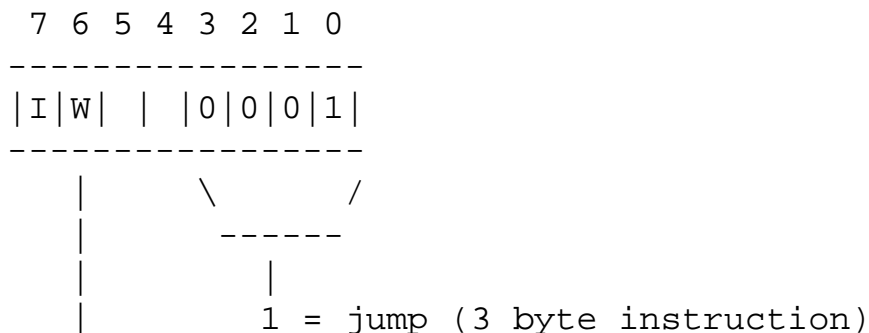 7 6 5 4 3 2 1 0
-----------------
|I|W| | |0|0|0|1|
-----------------
| \ /
| ------
| |
| 1 = jump (3 byte instruction)